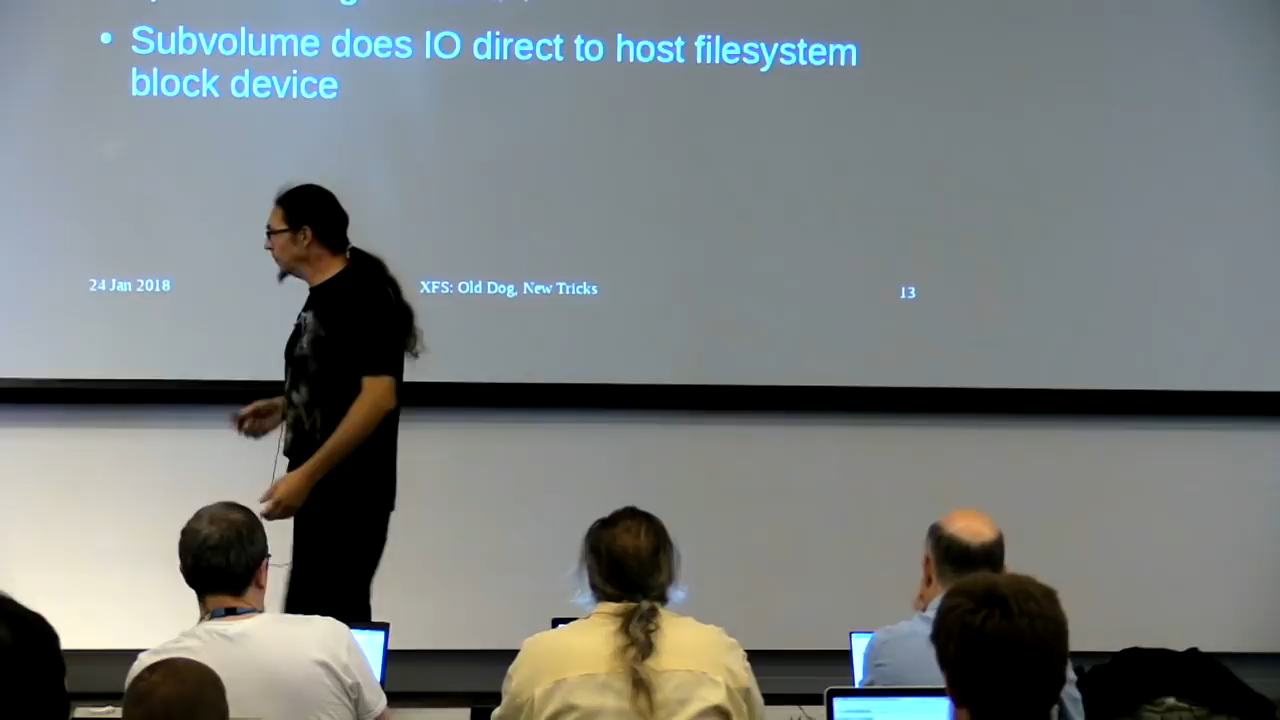 • Subvolume does IO direct to host filesystem
block device
24 Jan 2018
XFS: Old Dog, New Tricks
13